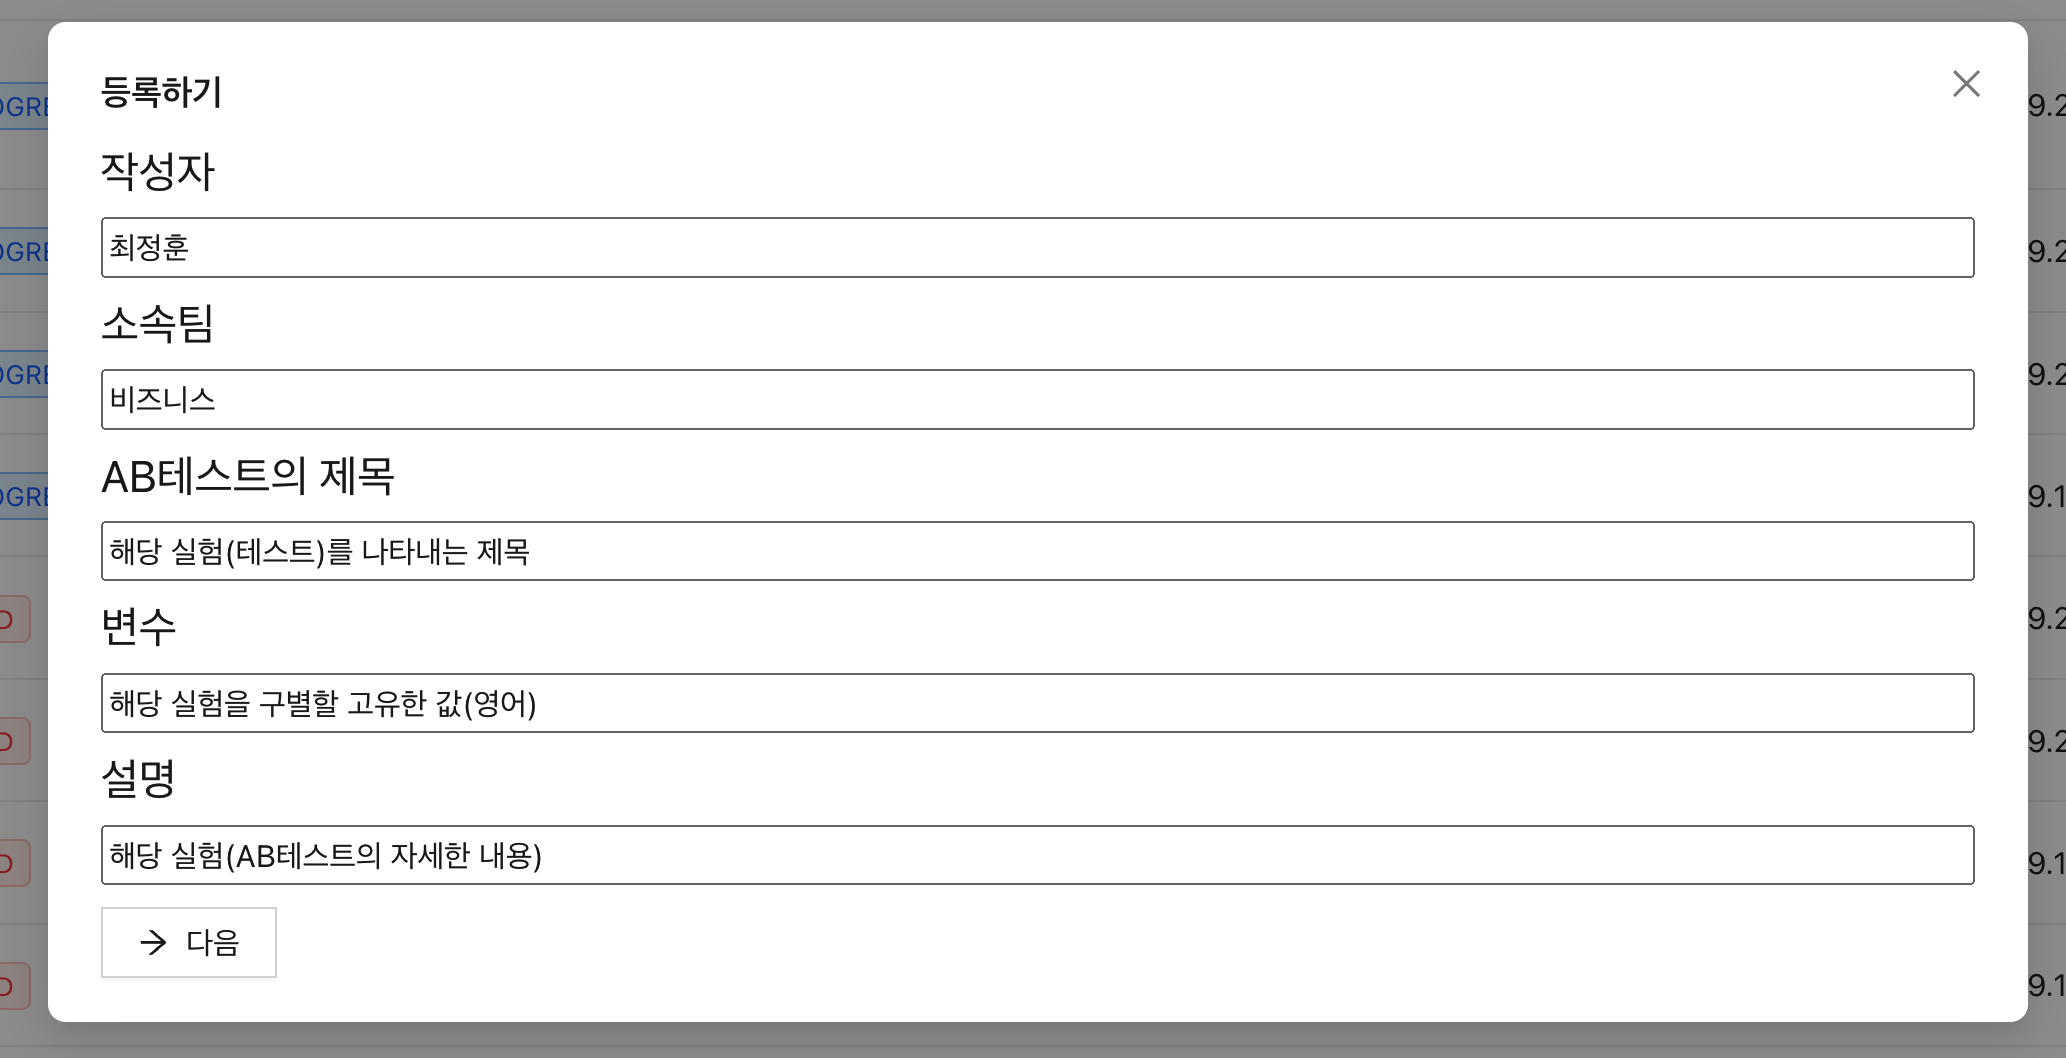 등록하기
작성자
최정훈
소속팀
비즈니스
AB테스트의 제목
해당 실험(테스트)를 나타내는 제목
변수
해당 실험을 구별할 고유한 값(영어)
설명
해당 실험(AB테스트의 자세한 내용)
다음